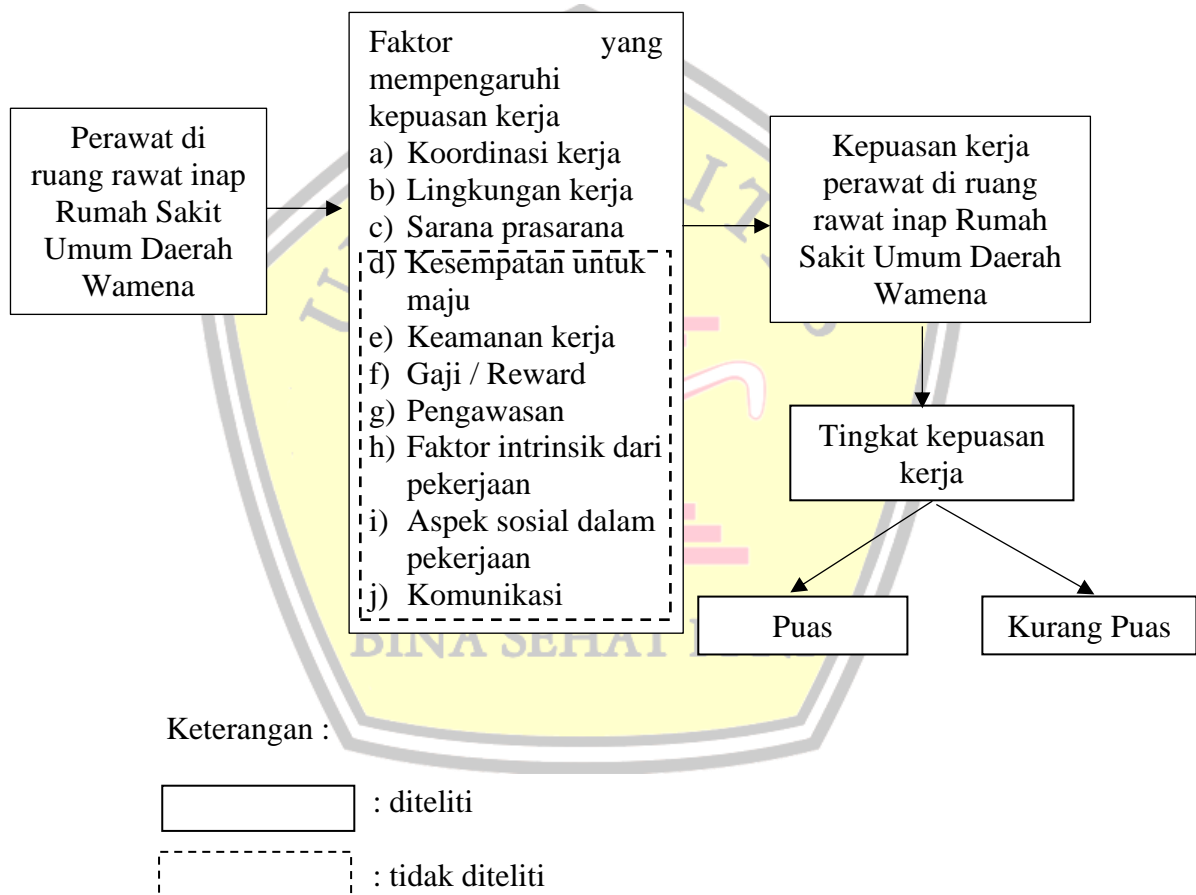 Perawat di
ruang rawat inap
Rumah Sakit
Umum Daerah
Wamena
Faktor yang
mempengaruhi
kepuasan kerja
a) Koordinasi kerja
b) Lingkungan kerja
c) Sarana prasarana
d) Kesempatan untuk
maju
e) Keamanan kerja
f) Gaji / Reward
g) Pengawasan
h) Faktor intrinsik dari
pekerjaan
i) Aspek sosial dalam
pekerjaan
j) Komunikasi
Kepuasan kerja
perawat di ruang
rawat inap Rumah
Sakit Umum Daerah
Wamena
Tingkat kepuasan
kerja
Puas
Kurang Puas
BINA SEHAT
Keterangan :
: diteliti
: tidak diteliti